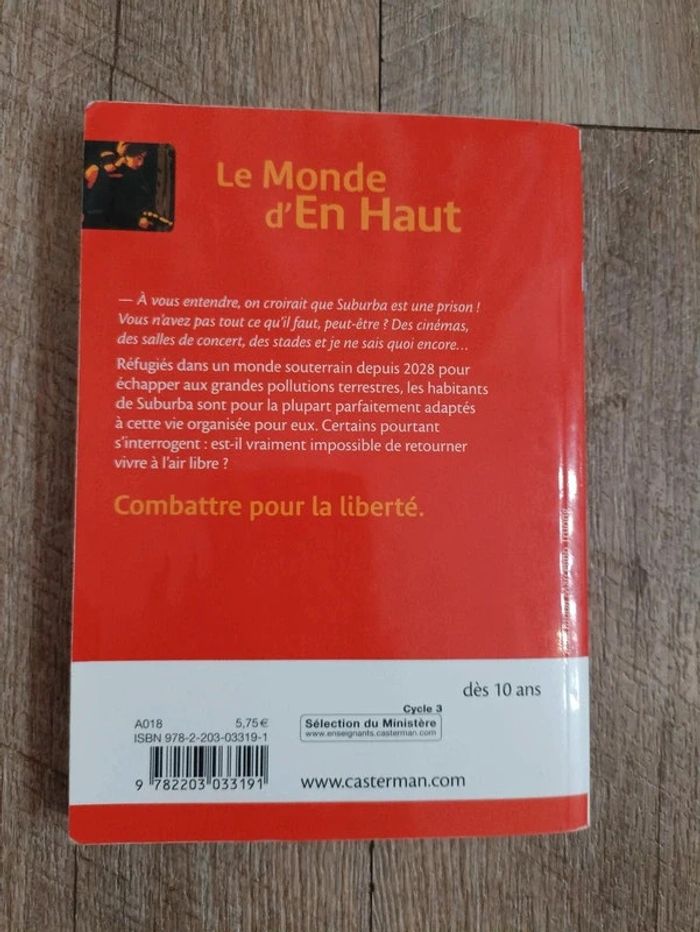 Le Monde
d'En Haut
— À vous entendre, on croirait que Suburba est une prison !
Vous n'avez pas tout ce qu'il faut, peut-être ? Des cinémas,
des salles de concert, des stades et je ne sais quoi encore…
Réfugiés dans un monde souterrain depuis 2028 pour
échapper aux grandes pollutions terrestres, les habitants
de Suburba sont pour la plupart parfaitement adaptés
à cette vie organisée pour eux. Certains pourtant
s'interrogent : est-il vraiment impossible de retourner
vivre à l'air libre ?
Combattre pour la liberté.
dès 10 ans
Cycle 3
A018 5,75 € Sélection du Ministère
ISBN 978-2-203-03319-1 www.enseignants.casterman.com
9 782203 033191
www.casterman.com